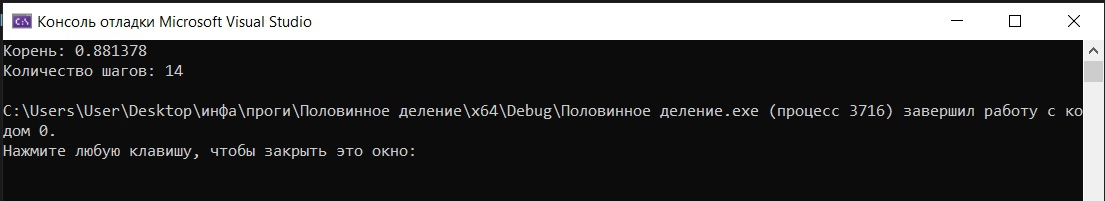 Консоль отладки Microsoft Visual Studio
Корень: 0.881378
Количество шагов: 14
C:\Users\User\Desktop\инфа\проги\Половинное деление\x64\Debug\Половинное деление.exe (процесс 3716) завершил работу с ко
дом 0.
Нажмите любую клавишу, чтобы закрыть это окно: